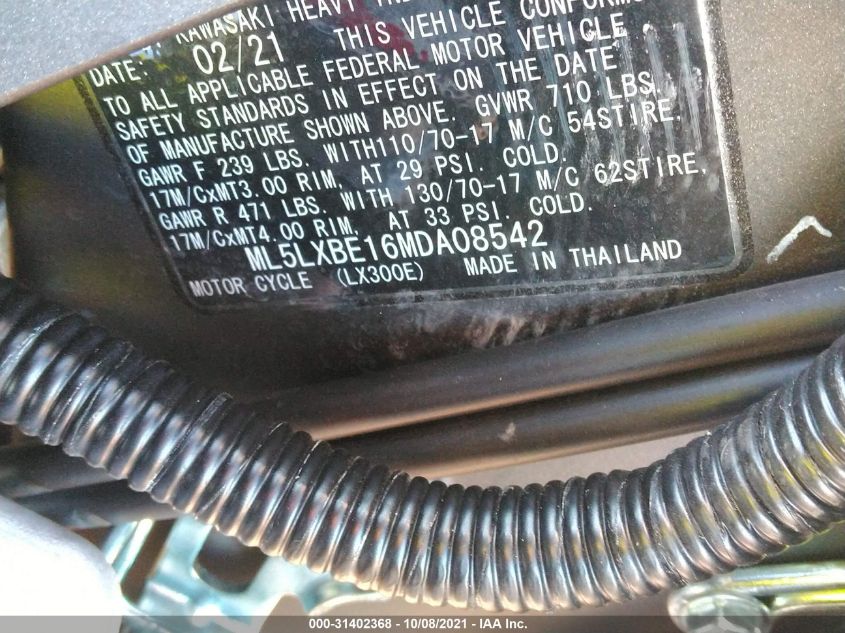 KAWASAKI HEAVY
DATE: 02/21 THIS VEHICLE CONFORMS
TO ALL APPLICABLE FEDERAL MOTOR VEHICLE
SAFETY STANDARDS IN EFFECT ON THE DATE
OF MANUFACTURE SHOWN ABOVE. GVWR 710 LBS.
GAWR F 239 LBS. WITH110/70-17 M/C 54STIRE,
17M/CxMT3.00 RIM, AT 29 PSI. COLD.
GAWR R 471 LBS. WITH 130/70-17 M/C 62STIRE,
17M/CxMT4.00 RIM, AT 33 PSI. COLD.
ML5LXBE16MDA08542
MOTOR CYCLE (LX300E) MADE IN THAILAND
000-31402368 - 10/08/2021 - IAA Inc.